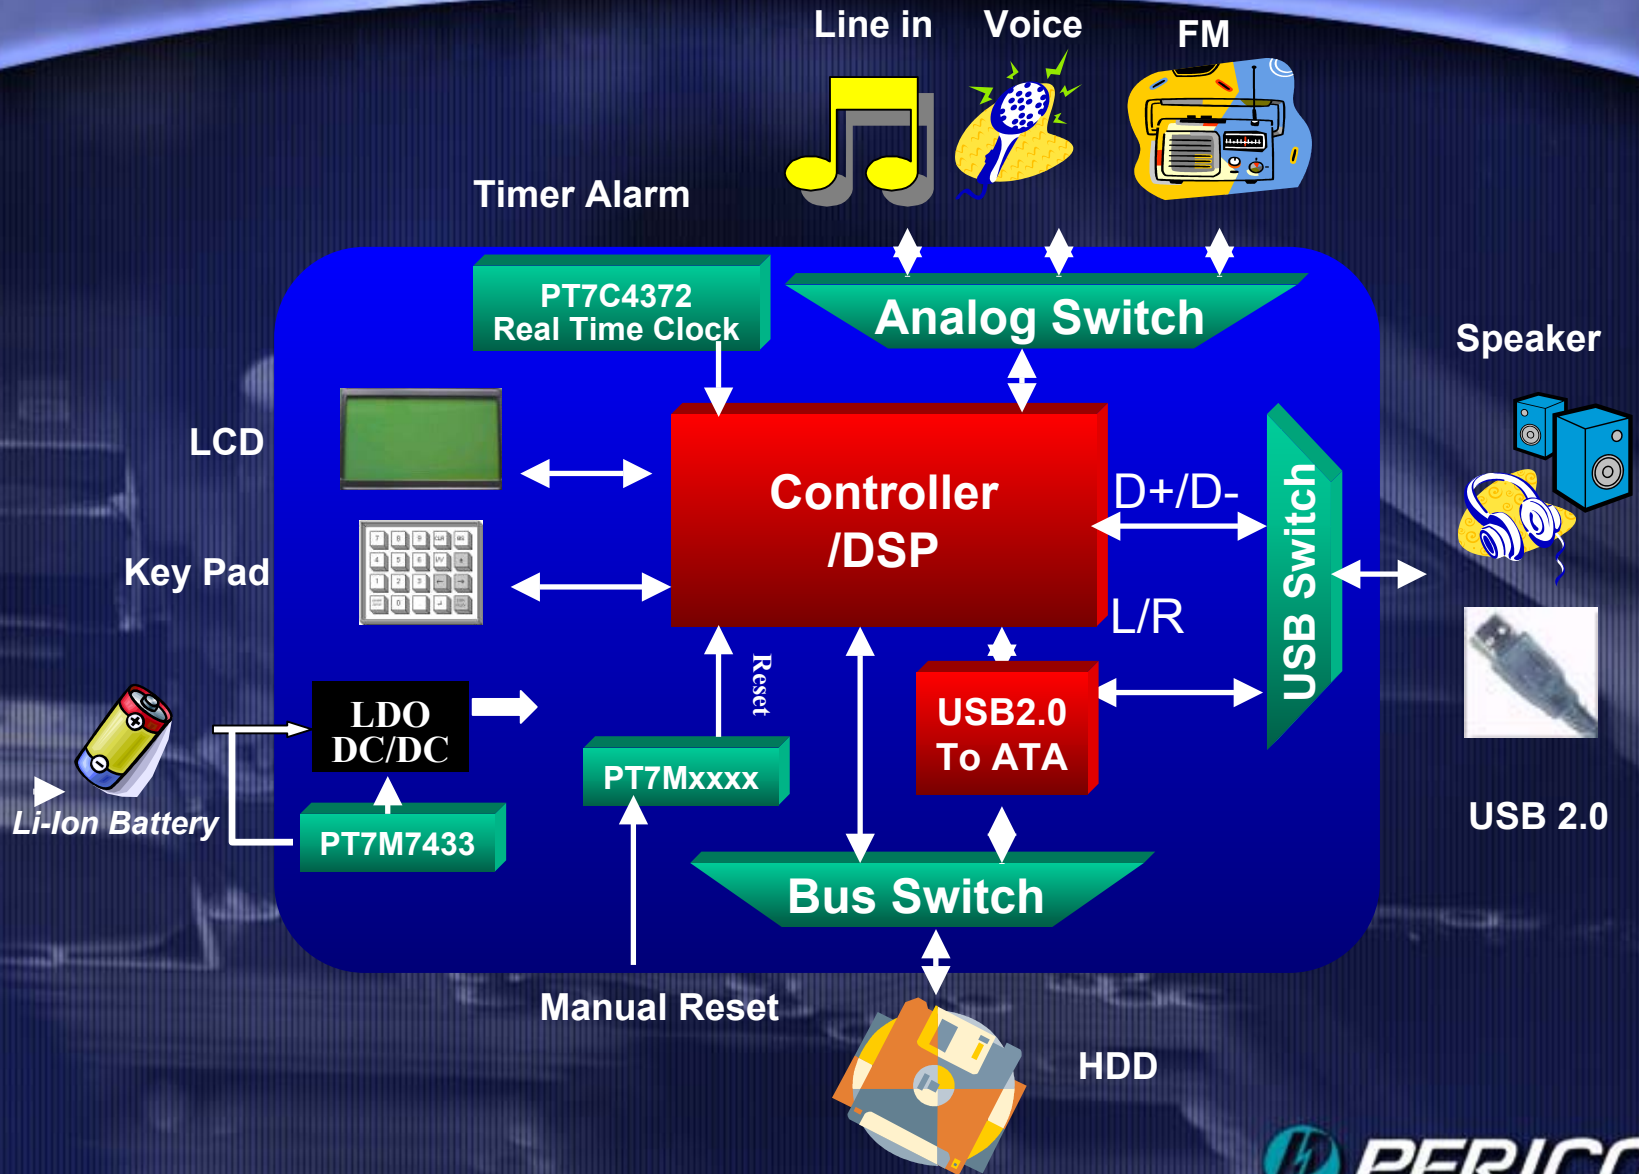 Line in
Voice
FM
Timer Alarm
PT7C4372
Real Time Clock
Analog Switch
Speaker
LCD
Controller
/DSP
D+/D-
USB Switch
Key Pad
L/R
Reset
LDO
DC/DC
USB2.0
To ATA
PT7Mxxxx
Li-Ion Battery
PT7M7433
USB 2.0
Bus Switch
Manual Reset
HDD